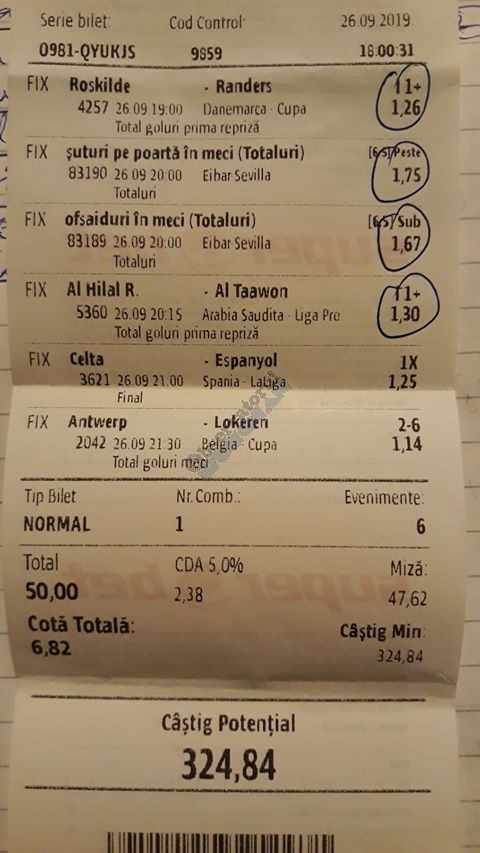 Serie bilet: Cod Control: 26.09.2019
0981-QYUKJS 9859 18:00:31
FIX Roskilde - Randers 1 1+
4257 26.09 19:00 Danemarca - Cupa 1,26
Total goluri prima repriză
FIX șuturi pe poartă în meci (Totaluri) [6,5] Peste
83190 26.09 20:00 Eibar-Sevilla 1,75
Totaluri
FIX ofsaiduri în meci (Totaluri) [6,5] Sub
83189 26.09 20:00 Eibar-Sevilla 1,67
Totaluri
FIX Al Hilal R. - Al Taawon 1 1+
5360 26.09 20:15 Arabia Saudita - Liga Pro 1,30
Total goluri prima repriză
FIX Celta - Espanyol 1X
3621 26.09 21:00 Spania - LaLiga 1,25
Final
FIX Antwerp - Lokeren 2-6
2042 26.09 21:30 Belgia - Cupa 1,14
Total goluri meci
Tip Bilet Nr. Comb.: Evenimente:
NORMAL 1 6
Total CDA 5,0% Miză:
50,00 2,38 47,62
Cotă Totală: Câștig Min:
6,82 324,84
Câștig Potențial
324,84